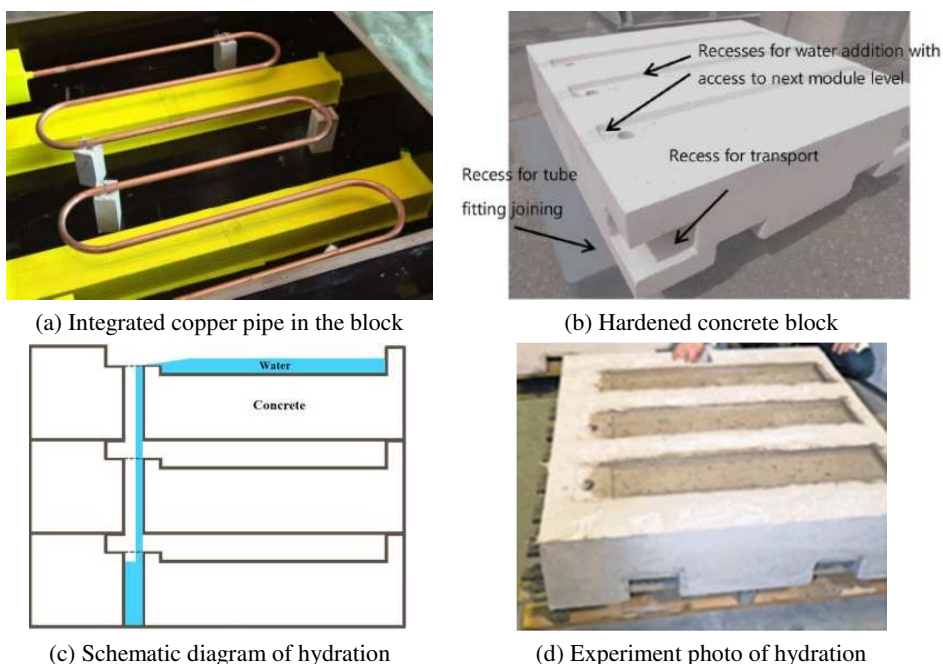 Recesses for water addition with
access to next module level
Recess for transport
Recess for tube
fitting joining
(a) Integrated copper pipe in the block
(b) Hardened concrete block
Water
Concrete
(c) Schematic diagram of hydration
(d) Experiment photo of hydration